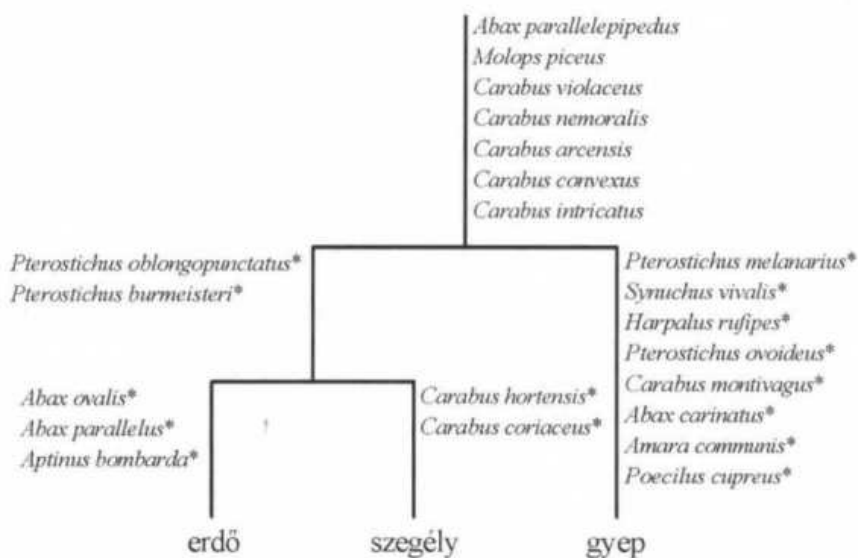 Abax parallelepipedus
Molops piceus
Carabus violaceus
Carabus nemoralis
Carabus arcensis
Carabus convexus
Carabus intricatus
Pterostichus oblongopunctatus*
Pterostichus burmeisteri*
Pterostichus melanarius*
Synuchus vivalis*
Harpalus rufipes*
Pterostichus ovoideus*
Carabus montivagus*
Abax carinatus*
Amara communis*
Poecilus cupreus*
Abax ovalis*
Abax parallelus*
Aptinus bombarda*
Carabus hortensis*
Carabus coriaceus*
erdő
szegély
gyep